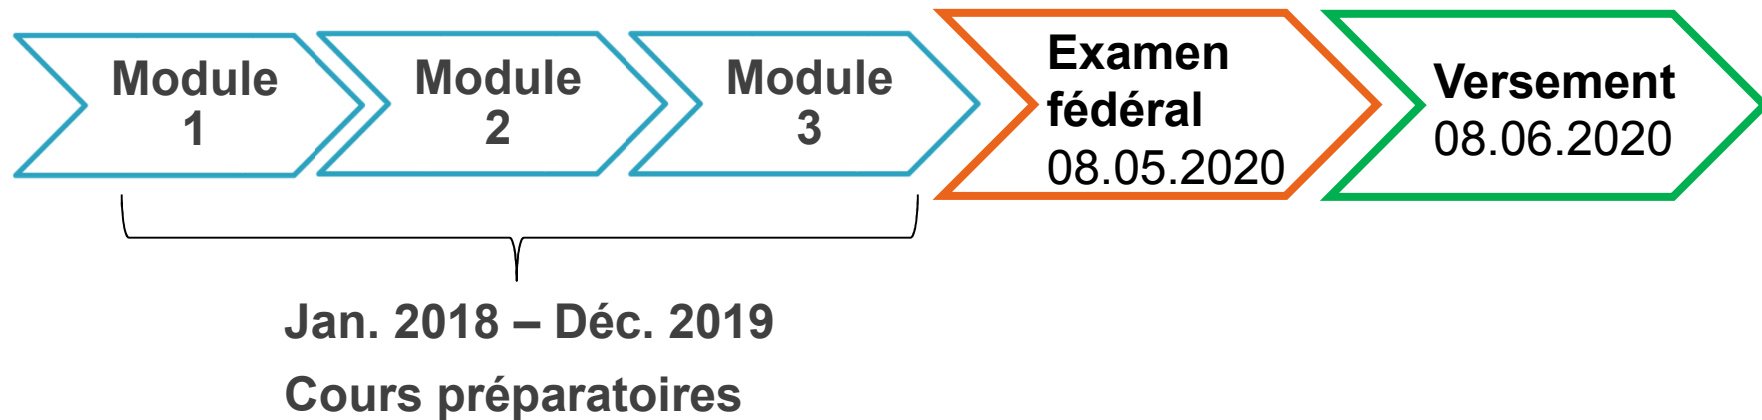 Module
1
Module
2
Module
3
Examen
fédéral
08.05.2020
Versement
08.06.2020
Jan. 2018 – Déc. 2019
Cours préparatoires